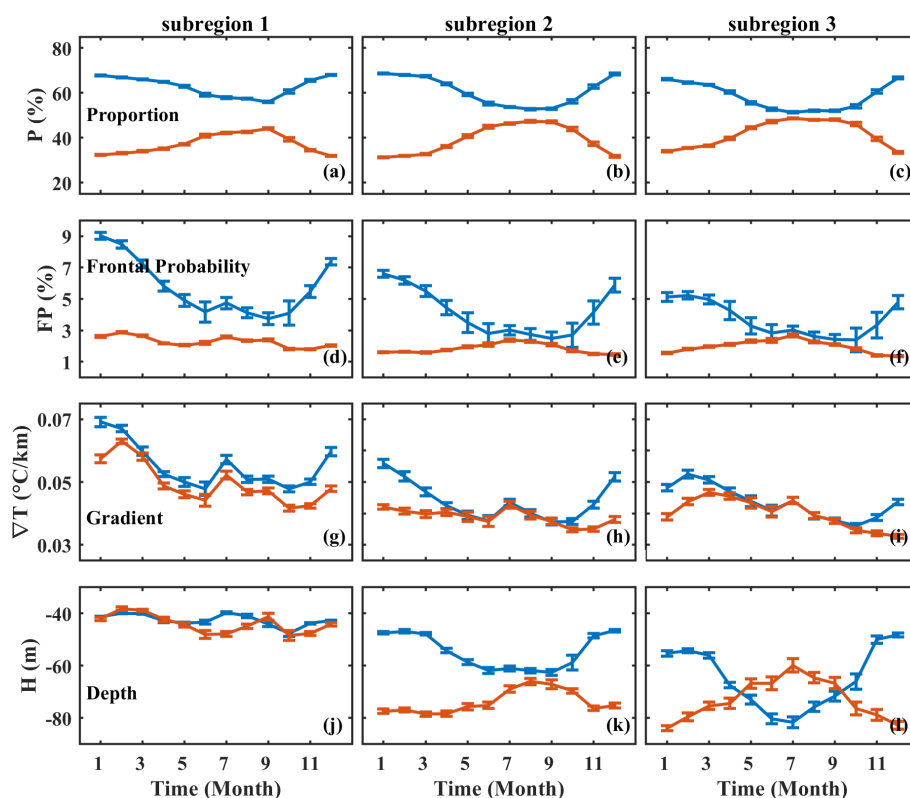 subregion 1 subregion 2 subregion 3
80
60
40
20
P (%)
Proportion
(a) (b) (c)
9
7
5
3
1
FP (%)
Frontal Probability
(d) (e) (f)
0.07
0.05
0.03
∇T (°C/km)
Gradient
(g) (h) (i)
-40
-60
-80
H (m)
Depth
(j) (k) (l)
1 3 5 7 9 11 1 3 5 7 9 11 1 3 5 7 9 11
Time (Month) Time (Month) Time (Month)